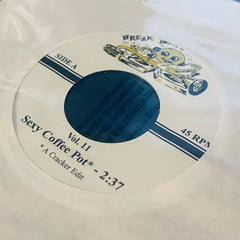 BREAK
SIDE A
45 RPM
Vol. 11
Sexy Coffee Pot* - 2:37
* A Cracker Edit